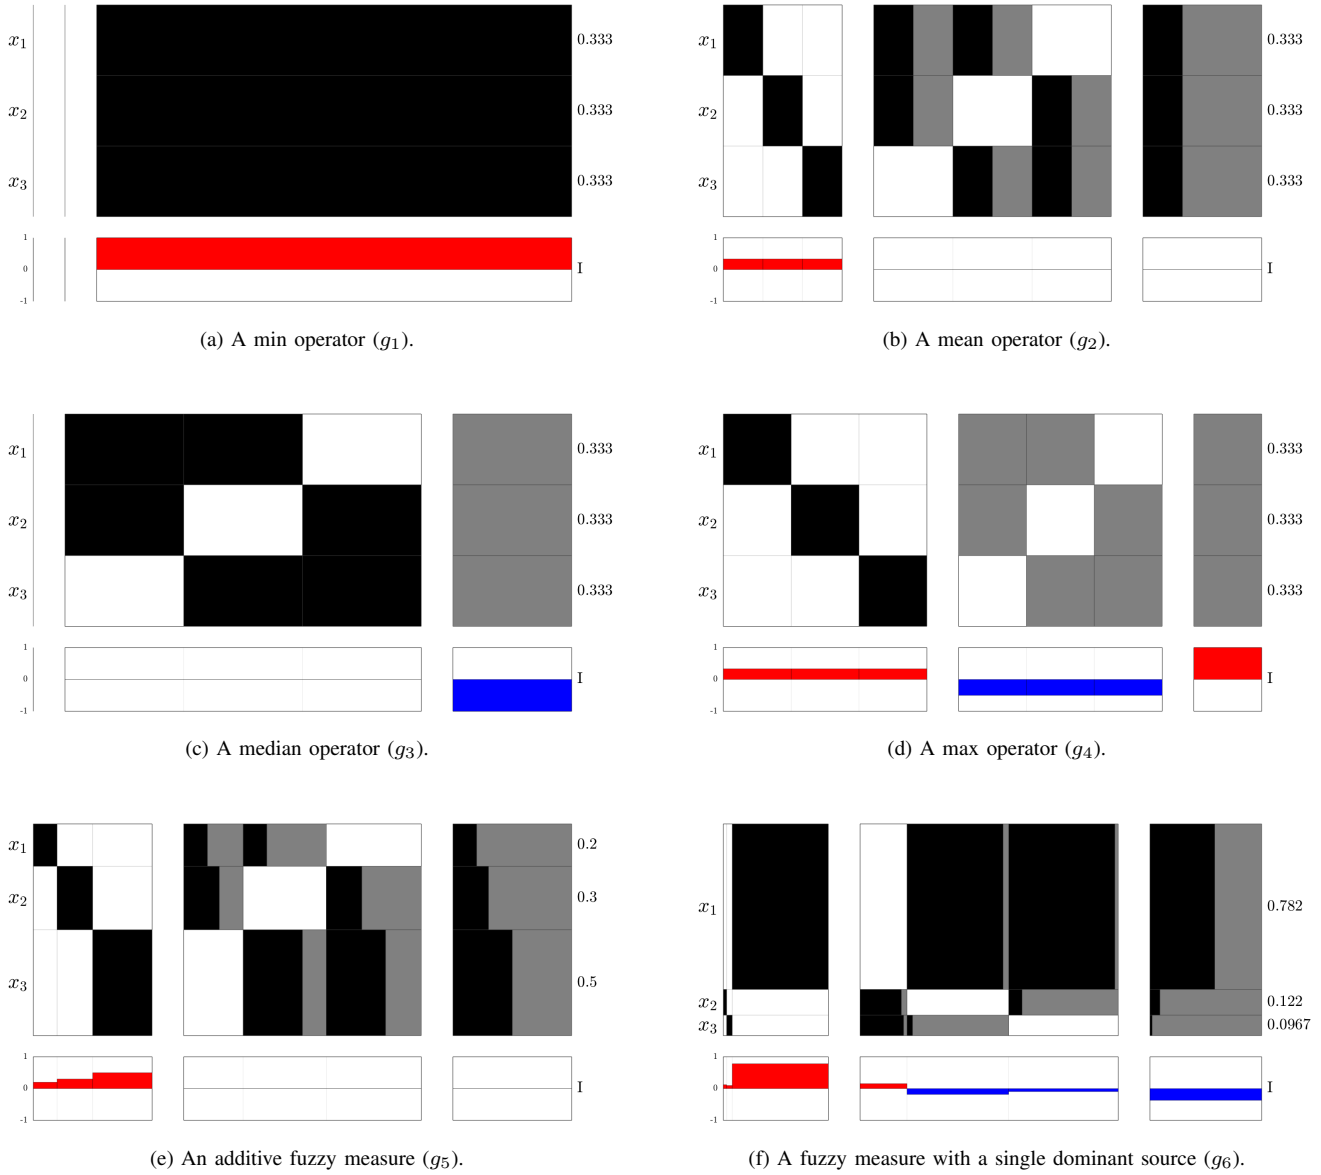 x1 0.333
x2 0.333
x3 0.333
1
0 I
-1
(a) A min operator (g1).
x1 0.333
x2 0.333
x3 0.333
1
0 I
-1
(b) A mean operator (g2).
x1 0.333
x2 0.333
x3 0.333
1
0 I
-1
(c) A median operator (g3).
x1 0.333
x2 0.333
x3 0.333
1
0 I
-1
(d) A max operator (g4).
x1 0.2
x2 0.3
x3 0.5
1
0 I
-1
(e) An additive fuzzy measure (g5).
x1 0.782
x2 0.122
x3 0.0967
1
0 I
-1
(f) A fuzzy measure with a single dominant source (g6).